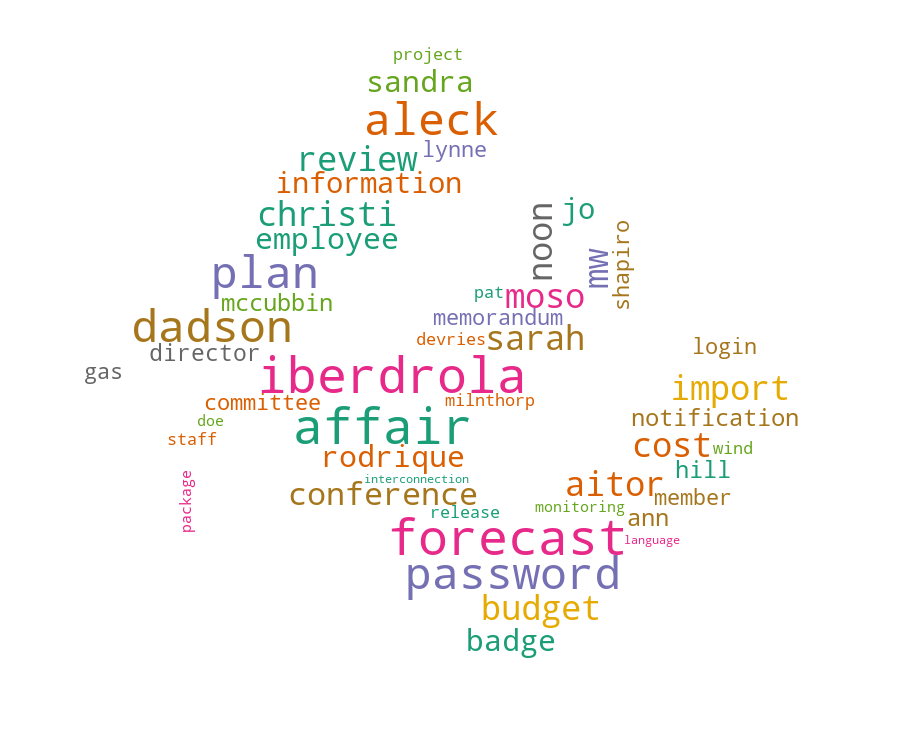 project
sandra
aleck
lynne
review
information
christi
jo
noon
employee
mw
shapiro
plan
pat
moso
mccubbin
memorandum
dadson
devries
sarah
login
director
gas
iberdrola
import
committee
milnthorp
notification
doe
affair
staff
cost
wind
rodrique
hill
interconnection
aitor
conference
member
package
monitoring
release
ann
forecast
language
password
budget
badge